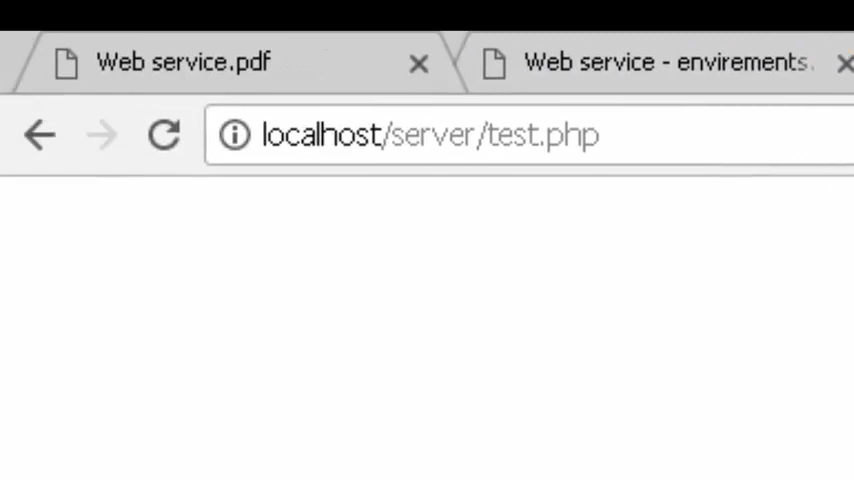 Web service.pdf
Web service - envirements.
localhost/server/test.php